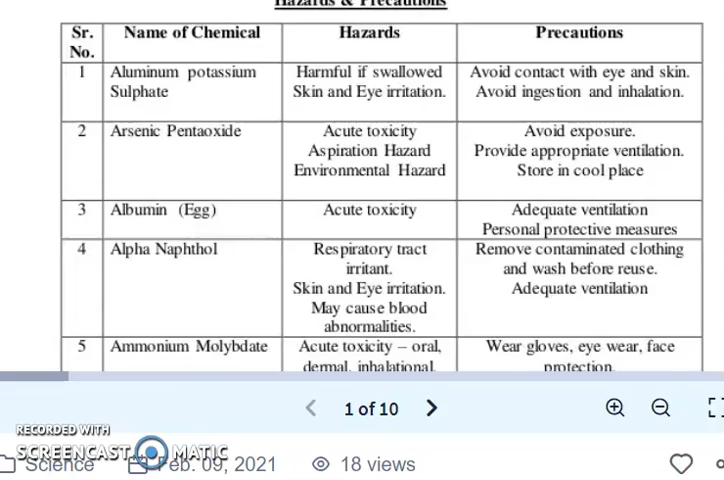 Hazards & Precautions
Sr. No. Name of Chemical Hazards Precautions
1 Aluminum potassium Sulphate Harmful if swallowed Skin and Eye irritation. Avoid contact with eye and skin. Avoid ingestion and inhalation.
2 Arsenic Pentaoxide Acute toxicity Aspiration Hazard Environmental Hazard Avoid exposure. Provide appropriate ventilation. Store in cool place
3 Albumin (Egg) Acute toxicity Adequate ventilation Personal protective measures
4 Alpha Naphthol Respiratory tract irritant. Skin and Eye irritation. May cause blood abnormalities. Remove contaminated clothing and wash before reuse. Adequate ventilation
5 Ammonium Molybdate Acute toxicity – oral, dermal, inhalational. Wear gloves, eye wear, face protection.
1 of 10
RECORDED WITH
SCREENCAST MATIC
Science Feb. 09, 2021 18 views